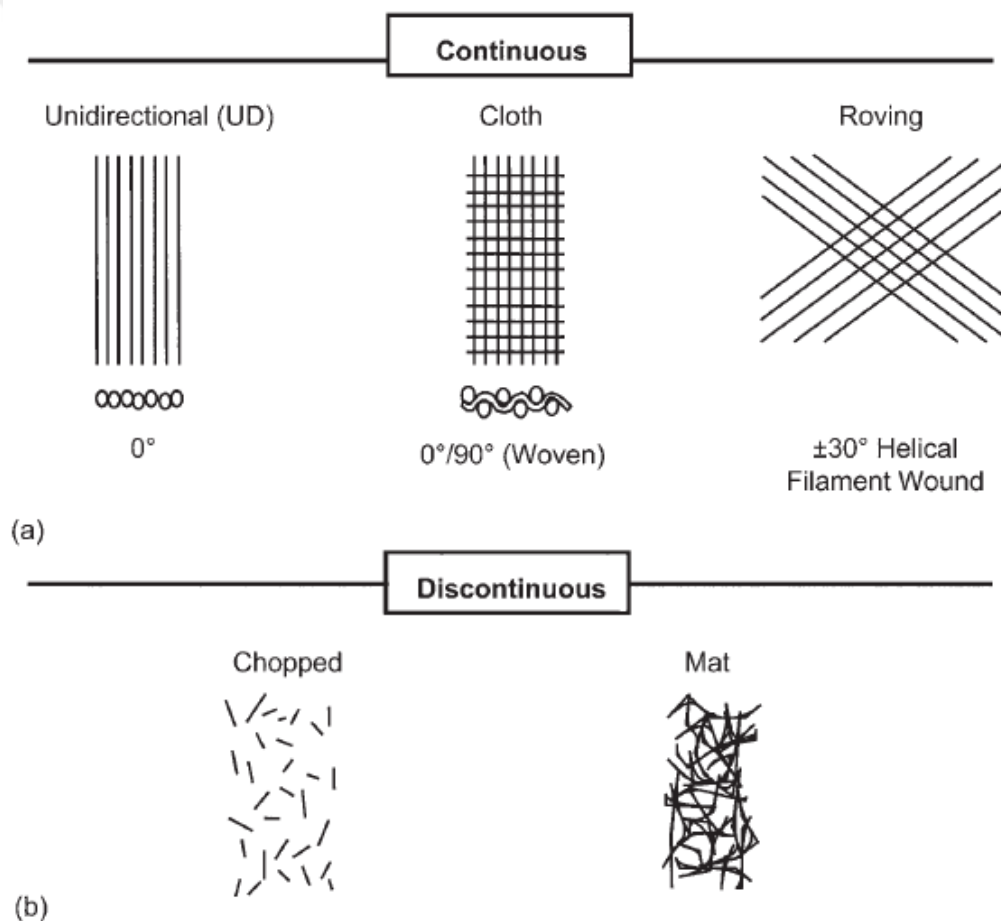 Continuous
Unidirectional (UD)
Cloth
Roving
0°
0°/90° (Woven)
±30° Helical
Filament Wound
(a)
Discontinuous
Chopped
Mat
(b)